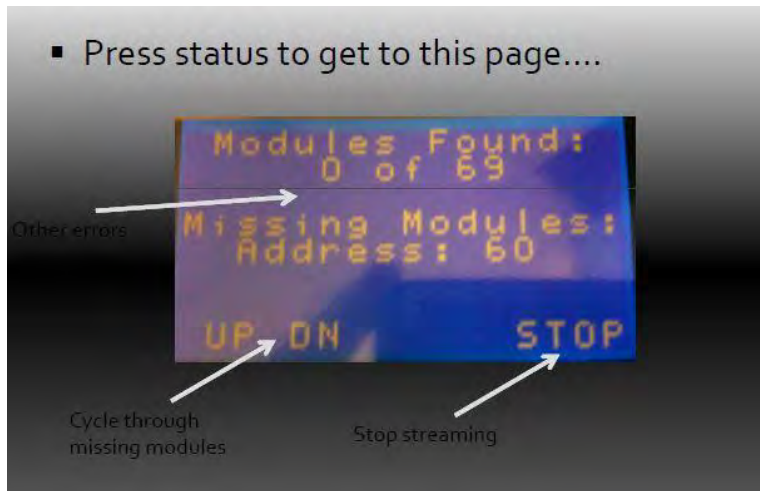 Press status to get to this page....
Modules Found:
0 of 69
Other errors
Missing Modules:
Address: 60
UP DN STOP
Cycle through
missing modules
Stop streaming